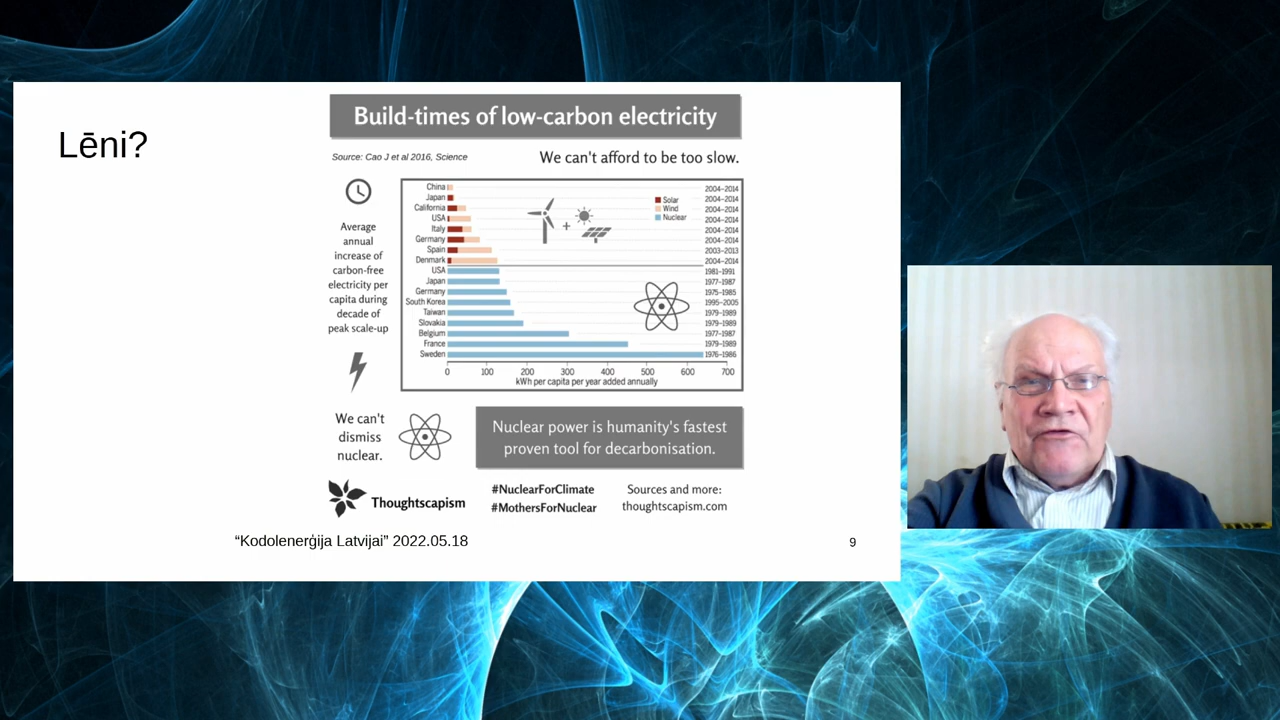 Lēni?
Build-times of low-carbon electricity
Source: Cao J et al 2016, Science
We can't afford to be too slow.
Average
annual
increase of
carbon-free
electricity per
capita during
decade of
peak scale-up
China 2004–2014
Japan 2004–2014
California 2004–2014
USA 2004–2014
Italy 2004–2014
Germany 2004–2014
Spain 2003–2013
Denmark 2004–2014
USA 1981–1991
Japan 1977–1987
Germany 1975–1985
South Korea 1995–2005
Taiwan 1979–1989
Slovakia 1979–1989
Belgium 1977–1987
France 1979–1989
Sweden 1976–1986
Solar
Wind
Nuclear
0 100 200 300 400 500 600 700
kWh per capita per year added annually
We can't
dismiss
nuclear.
Nuclear power is humanity's fastest
proven tool for decarbonisation.
Thoughtscapism
#NuclearForClimate
#MothersForNuclear
Sources and more:
thoughtscapism.com
“Kodolenerģija Latvijai” 2022.05.18
9